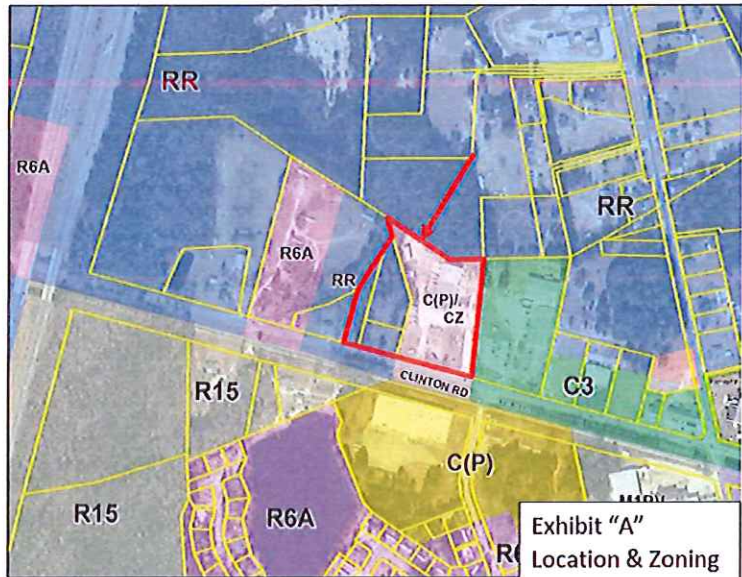 RR
R6A
RR
R6A
RR
C(P)/
CZ
CLINTON RD
R15
C3
C(P)
R15
R6A
Exhibit "A"
Location & Zoning